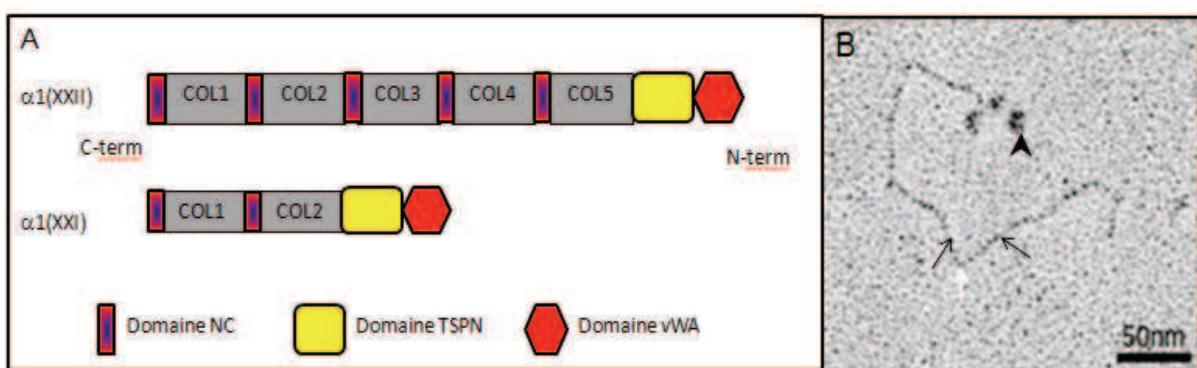 A
α1(XXII)
COL1 COL2 COL3 COL4 COL5
C-term
N-term
α1(XXI)
COL1 COL2
Domaine NC
Domaine TSPN
Domaine vWA
B
50nm